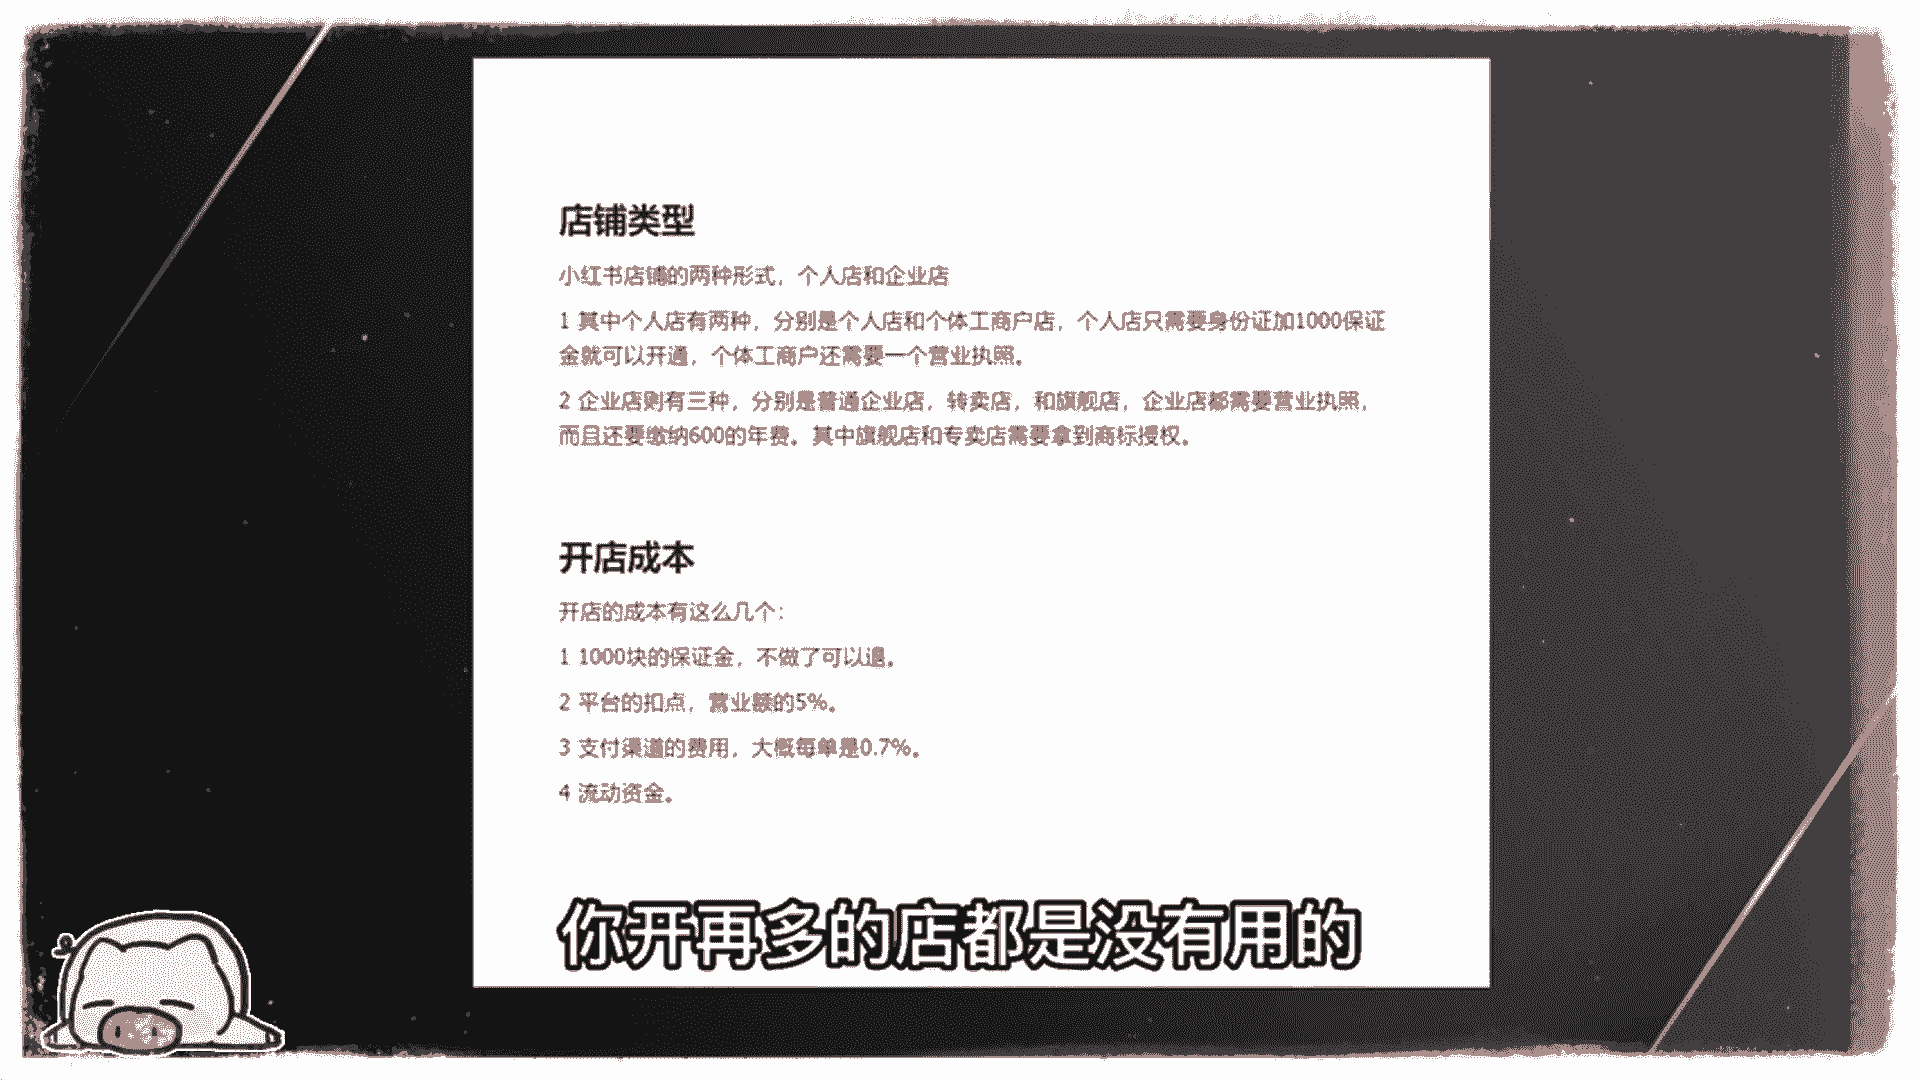 店铺类型
小红书店铺的两种形式，个人店和企业店
1 其中个人店有两种，分别是个人店和个体工商户店，个人店只需要身份证加1000保证
金就可以开通，个体工商户还需要一个营业执照。
2 企业店则有三种，分别是普通企业店，转卖店，和旗舰店，企业店都需要营业执照，
而且还要缴纳600的年费。其中旗舰店和专卖店需要拿到商标授权。
开店成本
开店的成本有这么几个：
1 1000块的保证金，不做了可以退。
2 平台的扣点，营业额的5%。
3 支付渠道的费用，大概每单是0.7%。
4 流动资金。
你开再多的店都是没有用的